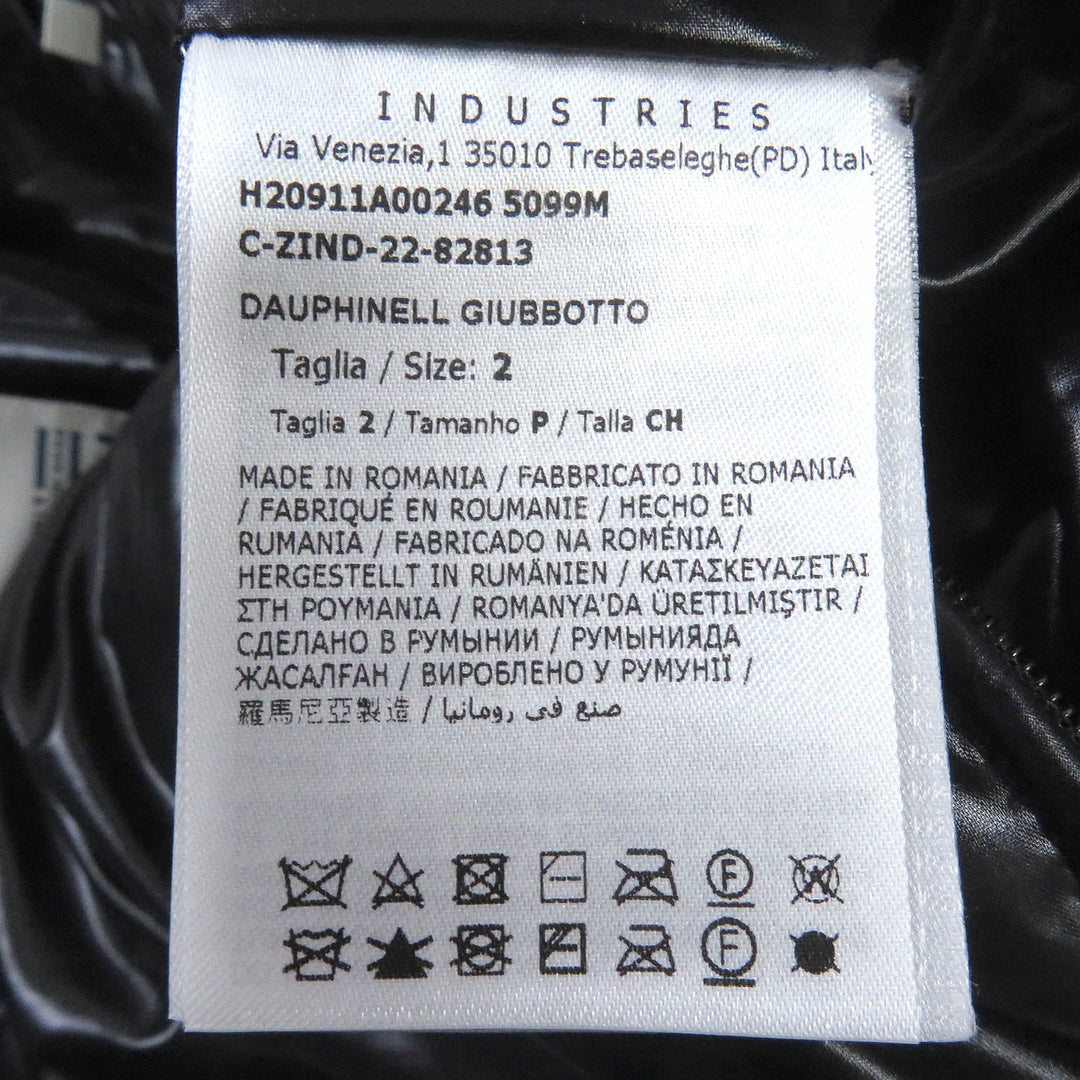 INDUSTRIES
Via Venezia,1 35010 Trebaseleghe(PD) Italy
H20911A00246 5099M
C-ZIND-22-82813
DAUPHINELL GIUBBOTTO
Taglia / Size: 2
Taglia 2 / Tamanho P / Talla CH
MADE IN ROMANIA / FABBRICATO IN ROMANIA
/ FABRIQUÉ EN ROUMANIE / HECHO EN
RUMANIA / FABRICADO NA ROMÉNIA /
HERGESTELLT IN RUMÄNIEN / ΚΑΤΑΣΚΕΥΑΖΕΤΑΙ
ΣΤΗ ΡΟΥΜΑΝΙΑ / ROMANYA'DA ÜRETILMIŞTIR /
СДЕЛАНО В РУМЫНИИ / РУМЫНИЯДА
ЖАСАЛҒАН / ВИРОБЛЕНО У РУМУНІЇ /
羅馬尼亞製造 / صنع في رومانيا
F W
F